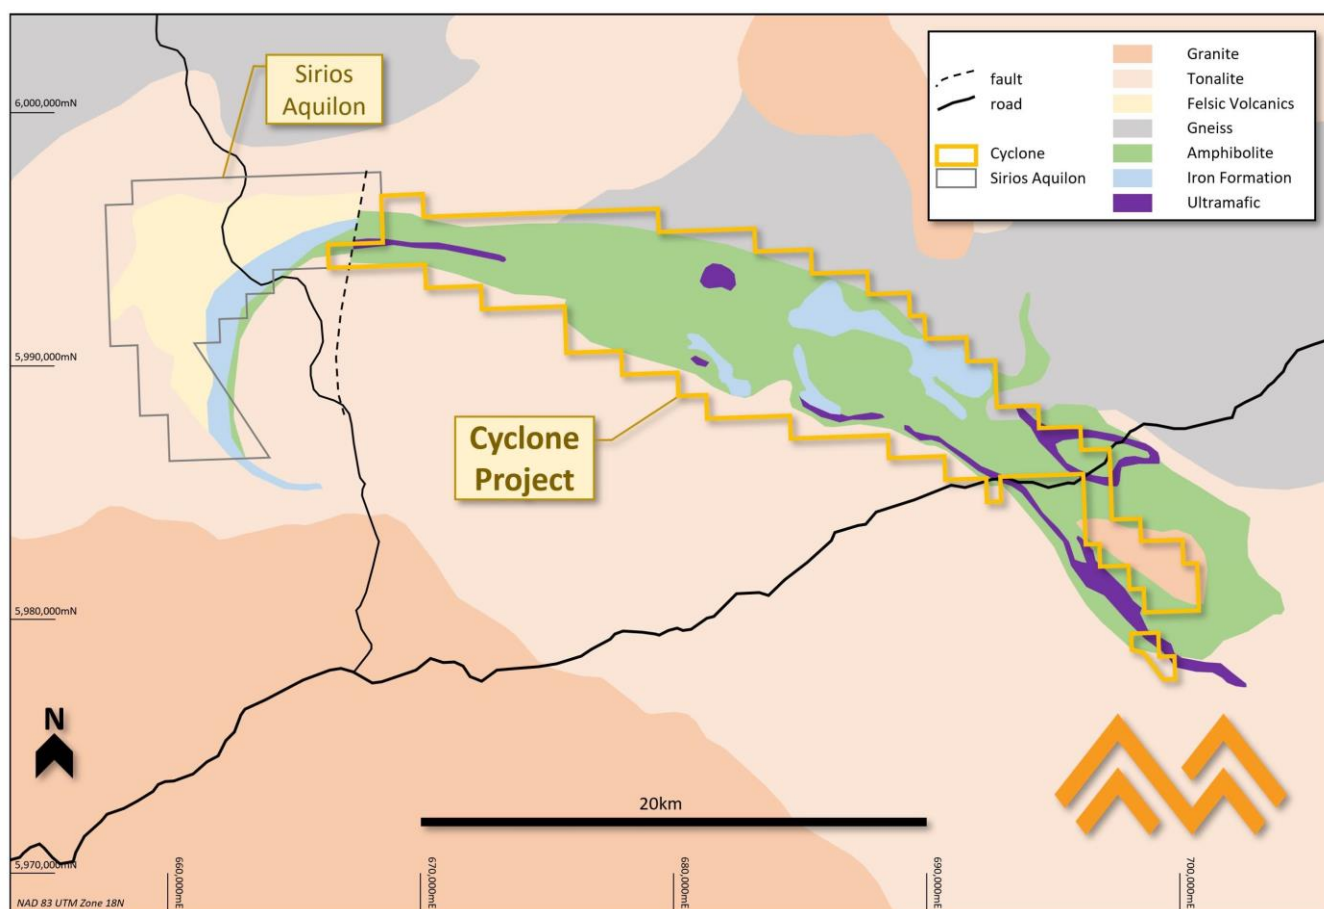 Sirios
Aquilon
fault
road
Cyclone
Sirios Aquilon
Granite
Tonalite
Felsic Volcanics
Gneiss
Amphibolite
Iron Formation
Ultramafic
6,000,000mN
5,990,000mN
Cyclone
Project
5,980,000mN
N
20km
5,970,000mN
660,000mE
670,000mE
680,000mE
690,000mE
700,000mE
NAD 83 UTM Zone 18N